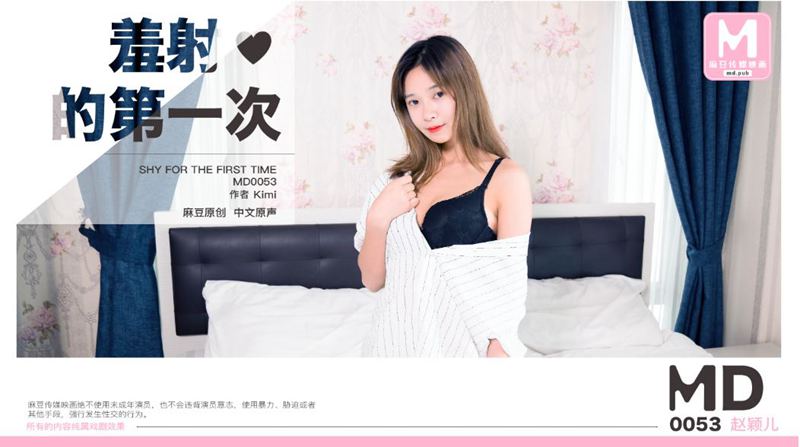 羞射
的第一次
SHY FOR THE FIRST TIME
MD0053
作者 Kimi
麻豆原创 中文原声
M
麻豆传媒映画
md.pub
麻豆传媒映画绝不使用未成年演员，也不会违背演员意志，使用暴力、胁迫或者
其他手段，强行发生性交的行为。
所有的内容纯属戏剧效果
MD
0053 赵颖儿